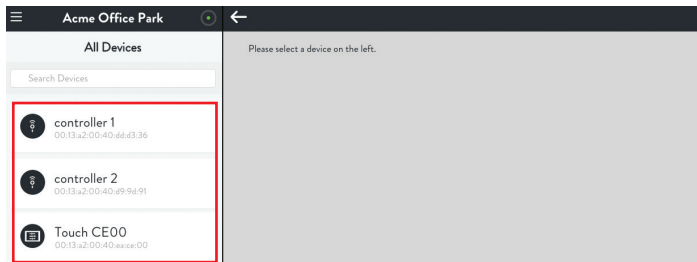 Acme Office Park
All Devices
Search Devices
controller 1
00:13:a2:00:40:dd:d3:36
controller 2
00:13:a2:00:40:d9:9d:91
Touch CE00
00:13:a2:00:40:ea:ce:00
Please select a device on the left.